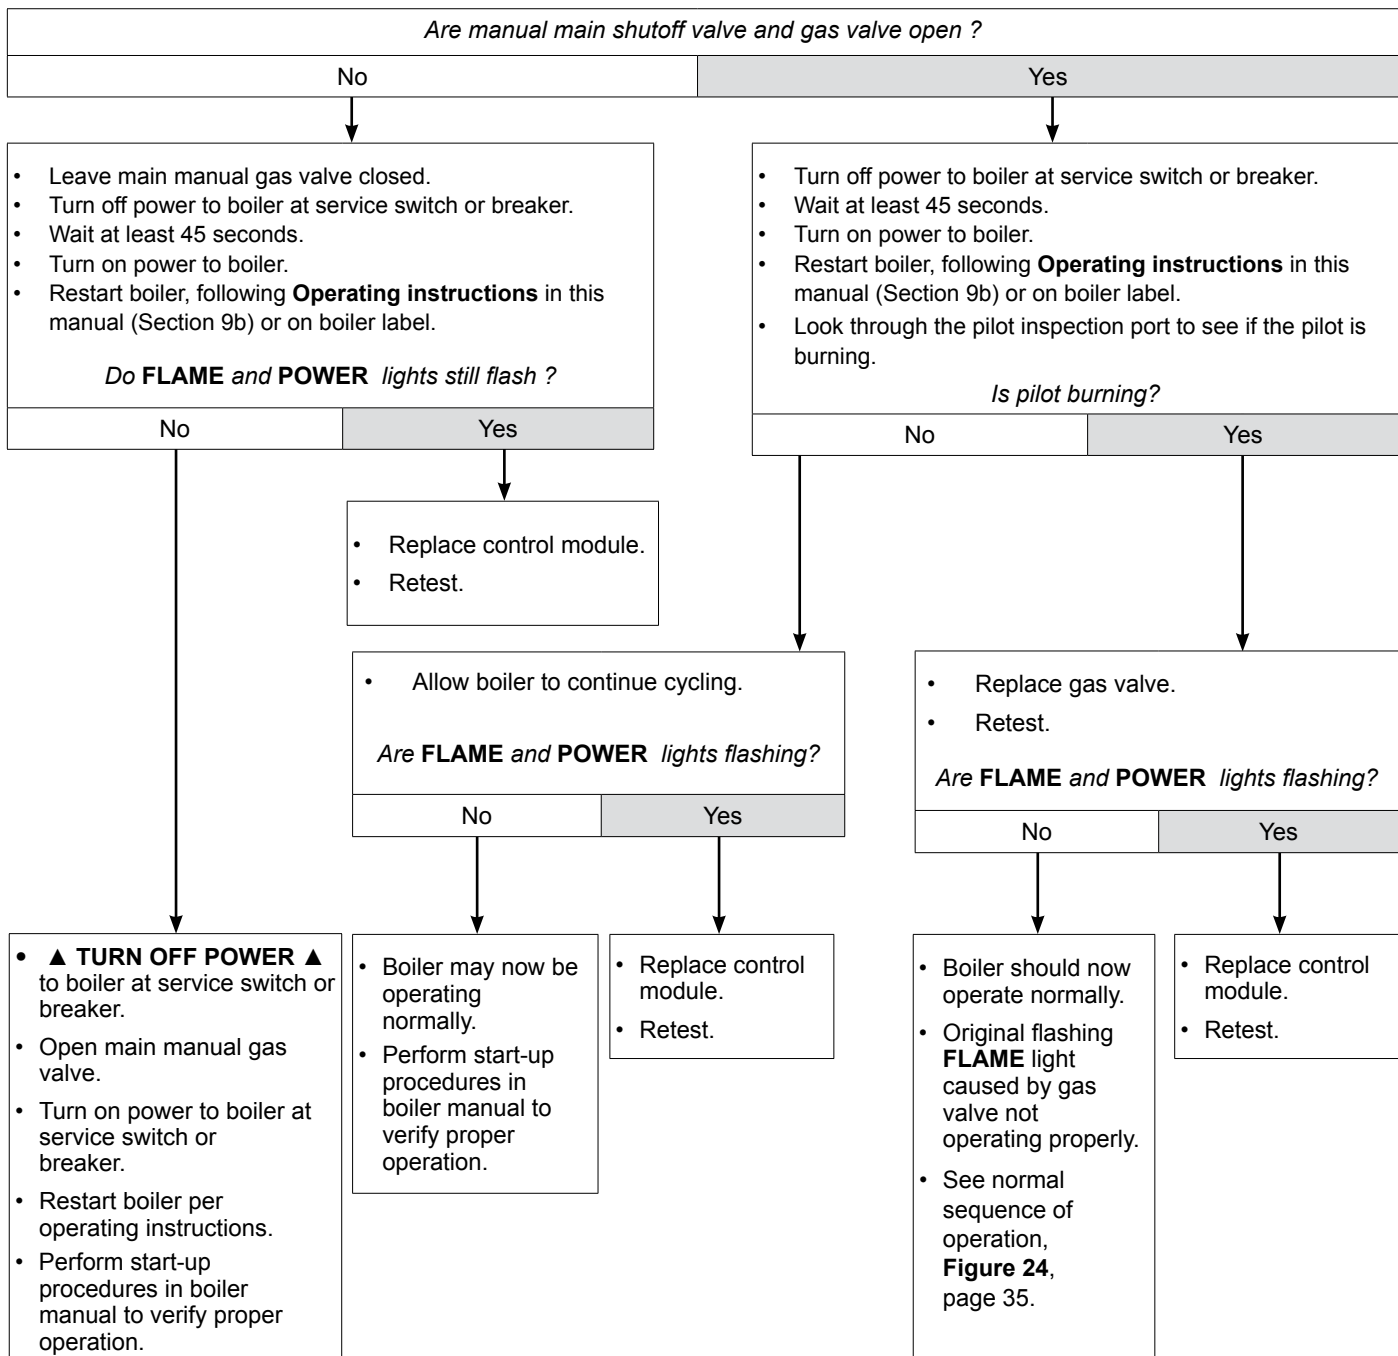 Are manual main shutoff valve and gas valve open ?
No
Yes
• Leave main manual gas valve closed.
• Turn off power to boiler at service switch or breaker.
• Wait at least 45 seconds.
• Turn on power to boiler.
• Restart boiler, following Operating instructions in this
manual (Section 9b) or on boiler label.
Do FLAME and POWER lights still flash ?
No
Yes
• Turn off power to boiler at service switch or breaker.
• Wait at least 45 seconds.
• Turn on power to boiler.
• Restart boiler, following Operating instructions in this
manual (Section 9b) or on boiler label.
• Look through the pilot inspection port to see if the pilot is
burning.
Is pilot burning?
No
Yes
• Replace control module.
• Retest.
• Allow boiler to continue cycling.
Are FLAME and POWER lights flashing?
No
Yes
• Replace gas valve.
• Retest.
Are FLAME and POWER lights flashing?
No
Yes
• ▲ TURN OFF POWER ▲
to boiler at service switch or
breaker.
• Open main manual gas
valve.
• Turn on power to boiler at
service switch or
breaker.
• Restart boiler per
operating instructions.
• Perform start-up
procedures in boiler
manual to verify proper
operation.
• Boiler may now be
operating
normally.
• Perform start-up
procedures in
boiler manual to
verify proper
operation.
• Replace control
module.
• Retest.
• Boiler should now
operate normally.
• Original flashing
FLAME light
caused by gas
valve not
operating properly.
• See normal
sequence of
operation,
Figure 24,
page 35.
• Replace control
module.
• Retest.